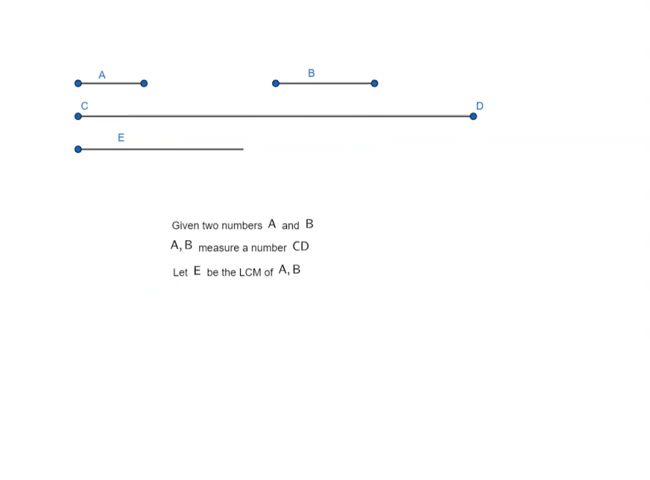 A B
C D
E
Given two numbers A and B
A, B measure a number CD
Let E be the LCM of A, B